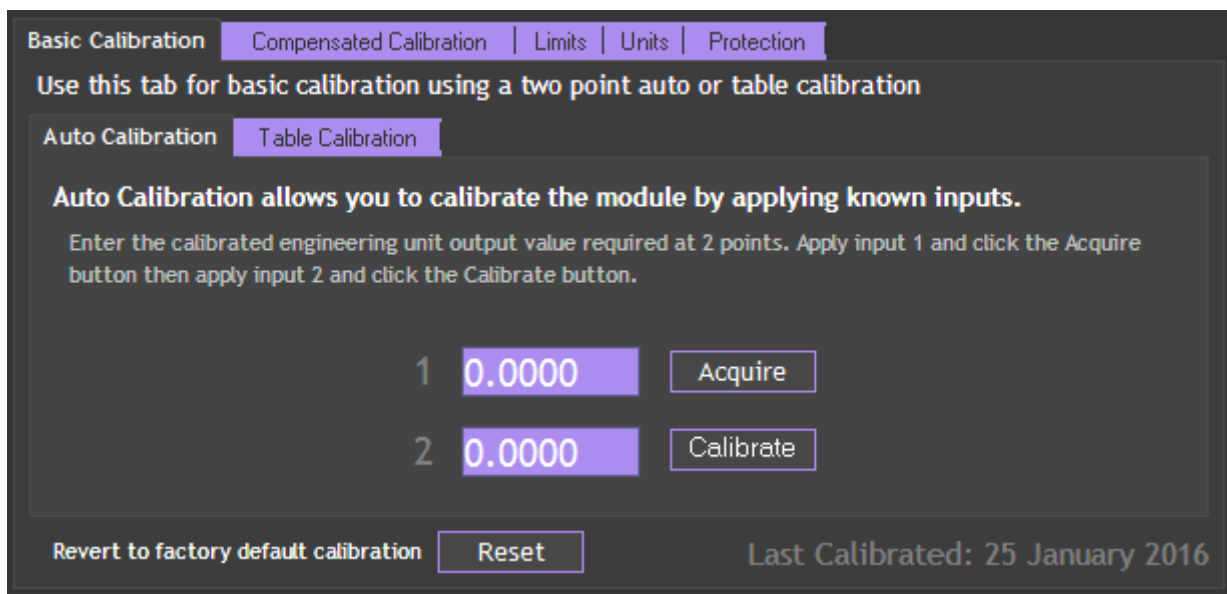 Basic Calibration Compensated Calibration | Limits | Units | Protection
Use this tab for basic calibration using a two point auto or table calibration
Auto Calibration Table Calibration
Auto Calibration allows you to calibrate the module by applying known inputs.
Enter the calibrated engineering unit output value required at 2 points. Apply input 1 and click the Acquire
button then apply input 2 and click the Calibrate button.
1 0.0000 Acquire
2 0.0000 Calibrate
Revert to factory default calibration Reset Last Calibrated: 25 January 2016